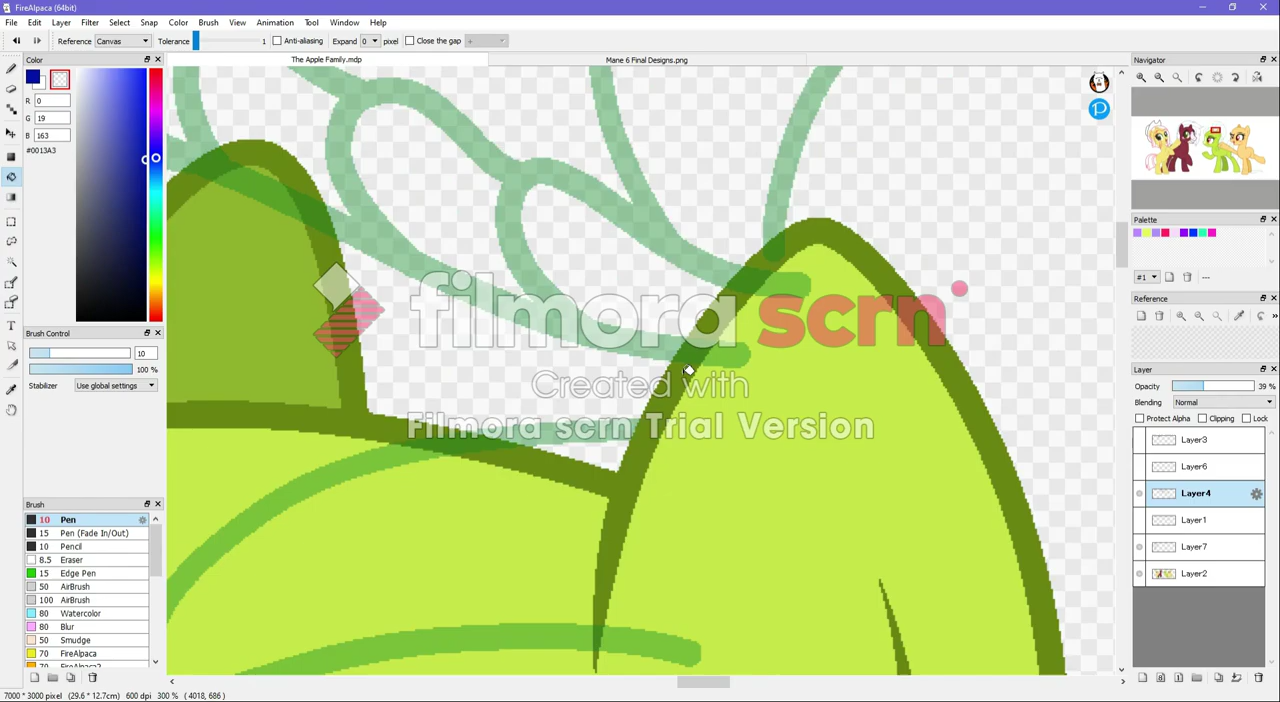 FireAlpaca (64bit)
File Edit Layer Filter Select Snap Color Brush View Animation Tool Window Help
Reference Canvas Tolerance 1 Anti-aliasing Expand 0 pixel Close the gap +
Color
The Apple Family.mdp
Mane 6 Final Designs.png
Navigator
R 0
G 19
B 163
#0013A3
Palette
#1
Reference
filmora scrn
Created with
Filmora scrn Trial Version
Brush Control
10
100 %
Stabilizer Use global settings
Layer
Opacity 39 %
Blending Normal
Protect Alpha Clipping Lock
Layer3
Layer6
Layer4
Layer1
Layer7
Layer2
Brush
10 Pen
15 Pen (Fade In/Out)
10 Pencil
8.5 Eraser
15 Edge Pen
50 AirBrush
100 AirBrush
80 Watercolor
80 Blur
50 Smudge
70 FireAlpaca
70 FireAlpaca2
7000 * 3000 pixel (29.6 * 12.7cm) 600 dpi 300 % ( 4018, 686 )